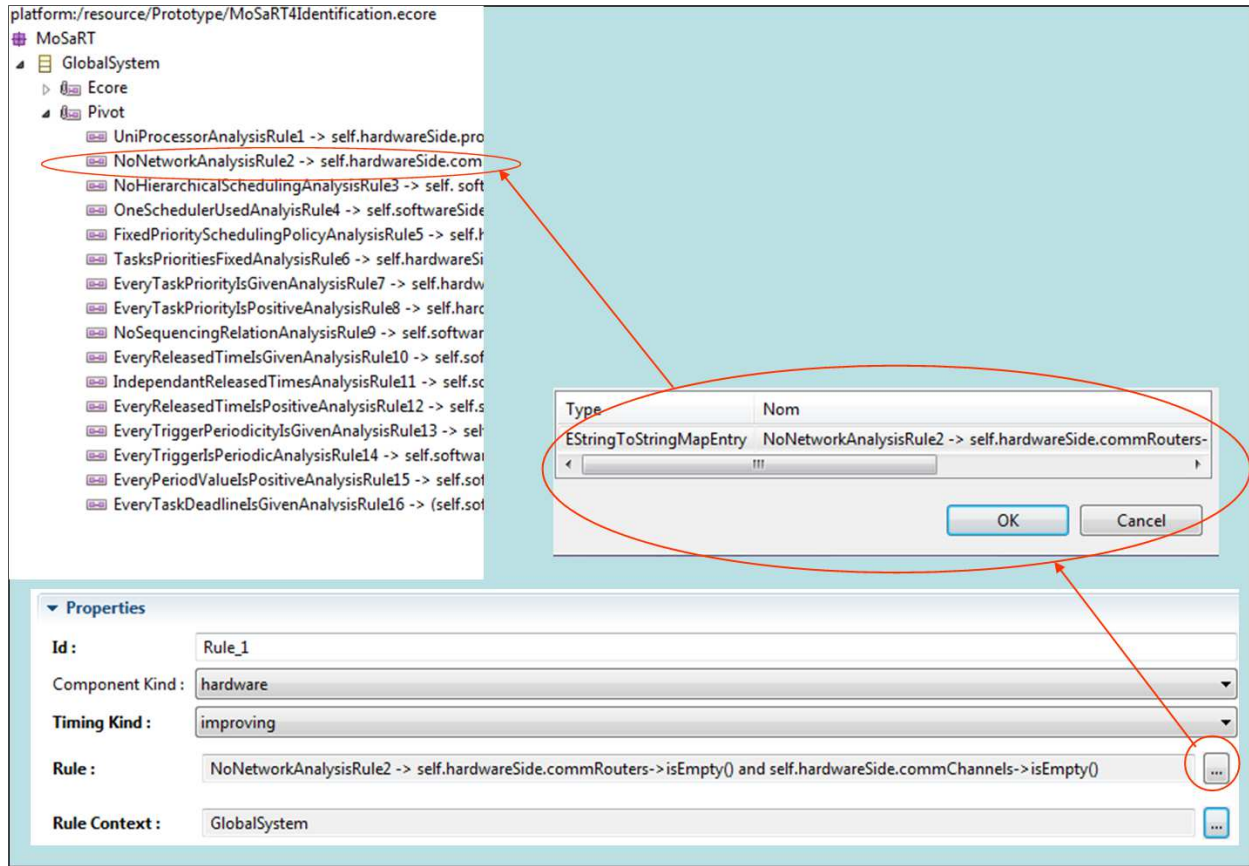 platform:/resource/Prototype/MoSaRT4Identification.ecore
MoSaRT
GlobalSystem
Ecore
Pivot
UniProcessorAnalysisRule1 -> self.hardwareSide.pro
NoNetworkAnalysisRule2 -> self.hardwareSide.com
NoHierarchicalSchedulingAnalysisRule3 -> self. soft
OneSchedulerUsedAnalyisRule4 -> self.softwareSide
FixedPrioritySchedulingPolicyAnalysisRule5 -> self.h
TasksPrioritiesFixedAnalysisRule6 -> self.hardwareSi
EveryTaskPriorityIsGivenAnalysisRule7 -> self.hardw
EveryTaskPriorityIsPositiveAnalysisRule8 -> self.hard
NoSequencingRelationAnalysisRule9 -> self.softwar
EveryReleasedTimeIsGivenAnalysisRule10 -> self.sof
IndependantReleasedTimesAnalysisRule11 -> self.so
EveryReleasedTimeIsPositiveAnalysisRule12 -> self.s
EveryTriggerPeriodicityIsGivenAnalysisRule13 -> self
EveryTriggerIsPeriodicAnalysisRule14 -> self.softwar
EveryPeriodValueIsPositiveAnalysisRule15 -> self.sof
EveryTaskDeadlineIsGivenAnalysisRule16 -> (self.sof
Type Nom
EStringToStringMapEntry NoNetworkAnalysisRule2 -> self.hardwareSide.commRouters-
OK Cancel
Properties
Id : Rule_1
Component Kind : hardware
Timing Kind : improving
Rule : NoNetworkAnalysisRule2 -> self.hardwareSide.commRouters->isEmpty() and self.hardwareSide.commChannels->isEmpty() ...
Rule Context : GlobalSystem ...